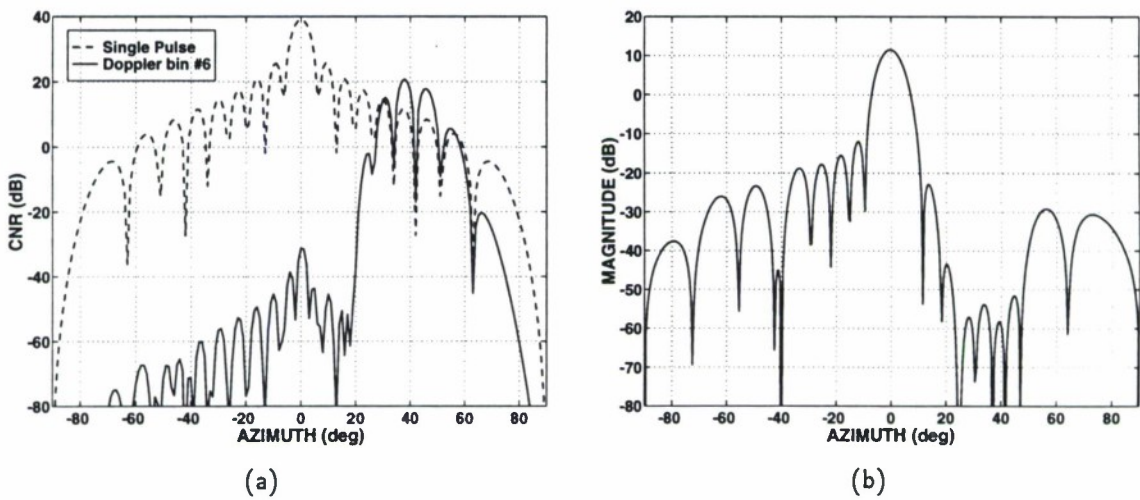 40
20
0
-20
-40
-60
-80
CNR (dB)
Single Pulse
Doppler bin #6
-80 -60 -40 -20 0 20 40 60 80
AZIMUTH (deg)
(a)
20
10
0
-10
-20
-30
-40
-50
-60
-70
-80
MAGNITUDE (dB)
-80 -60 -40 -20 0 20 40 60 80
AZIMUTH (deg)
(b)